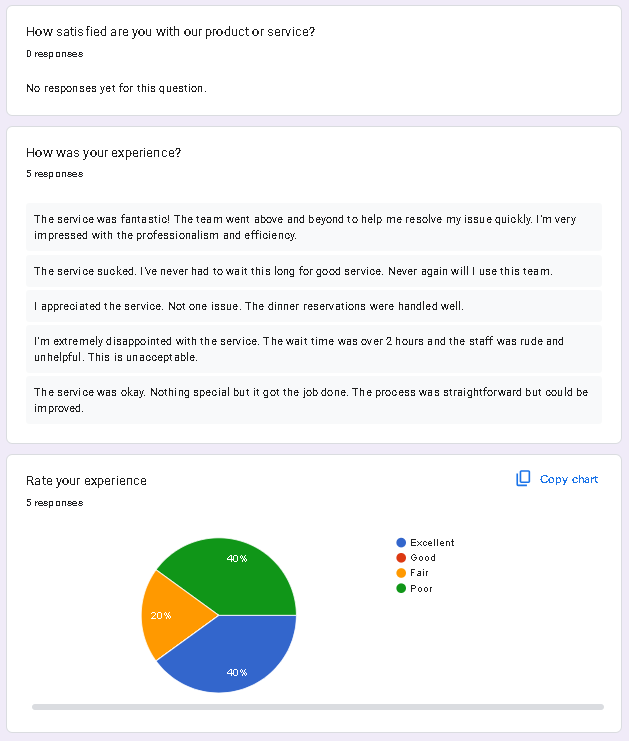 How satisfied are you with our product or service?
0 responses
No responses yet for this question.
How was your experience?
5 responses
The service was fantastic! The team went above and beyond to help me resolve my issue quickly. I'm very
impressed with the professionalism and efficiency.
The service sucked. I've never had to wait this long for good service. Never again will I use this team.
I appreciated the service. Not one issue. The dinner reservations were handled well.
I'm extremely disappointed with the service. The wait time was over 2 hours and the staff was rude and
unhelpful. This is unacceptable.
The service was okay. Nothing special but it got the job done. The process was straightforward but could be
improved.
Rate your experience
Copy chart
5 responses
40%
20%
40%
Excellent
Good
Fair
Poor